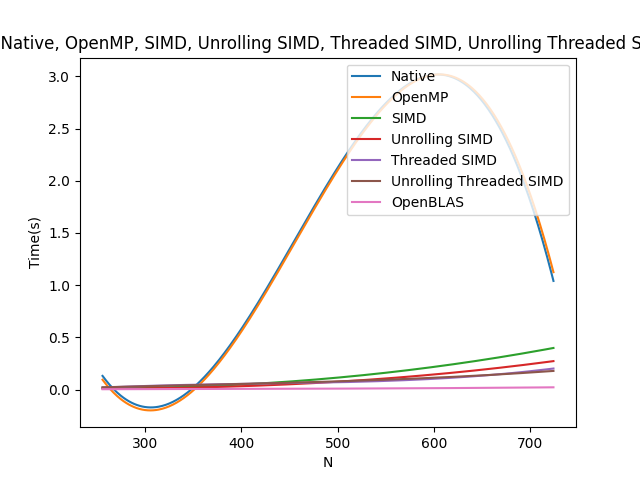 Native, OpenMP, SIMD, Unrolling SIMD, Threaded SIMD, Unrolling Threaded S
3.0
2.5
2.0
1.5
1.0
0.5
0.0
Time(s)
Native
OpenMP
SIMD
Unrolling SIMD
Threaded SIMD
Unrolling Threaded SIMD
OpenBLAS
300 400 500 600 700
N